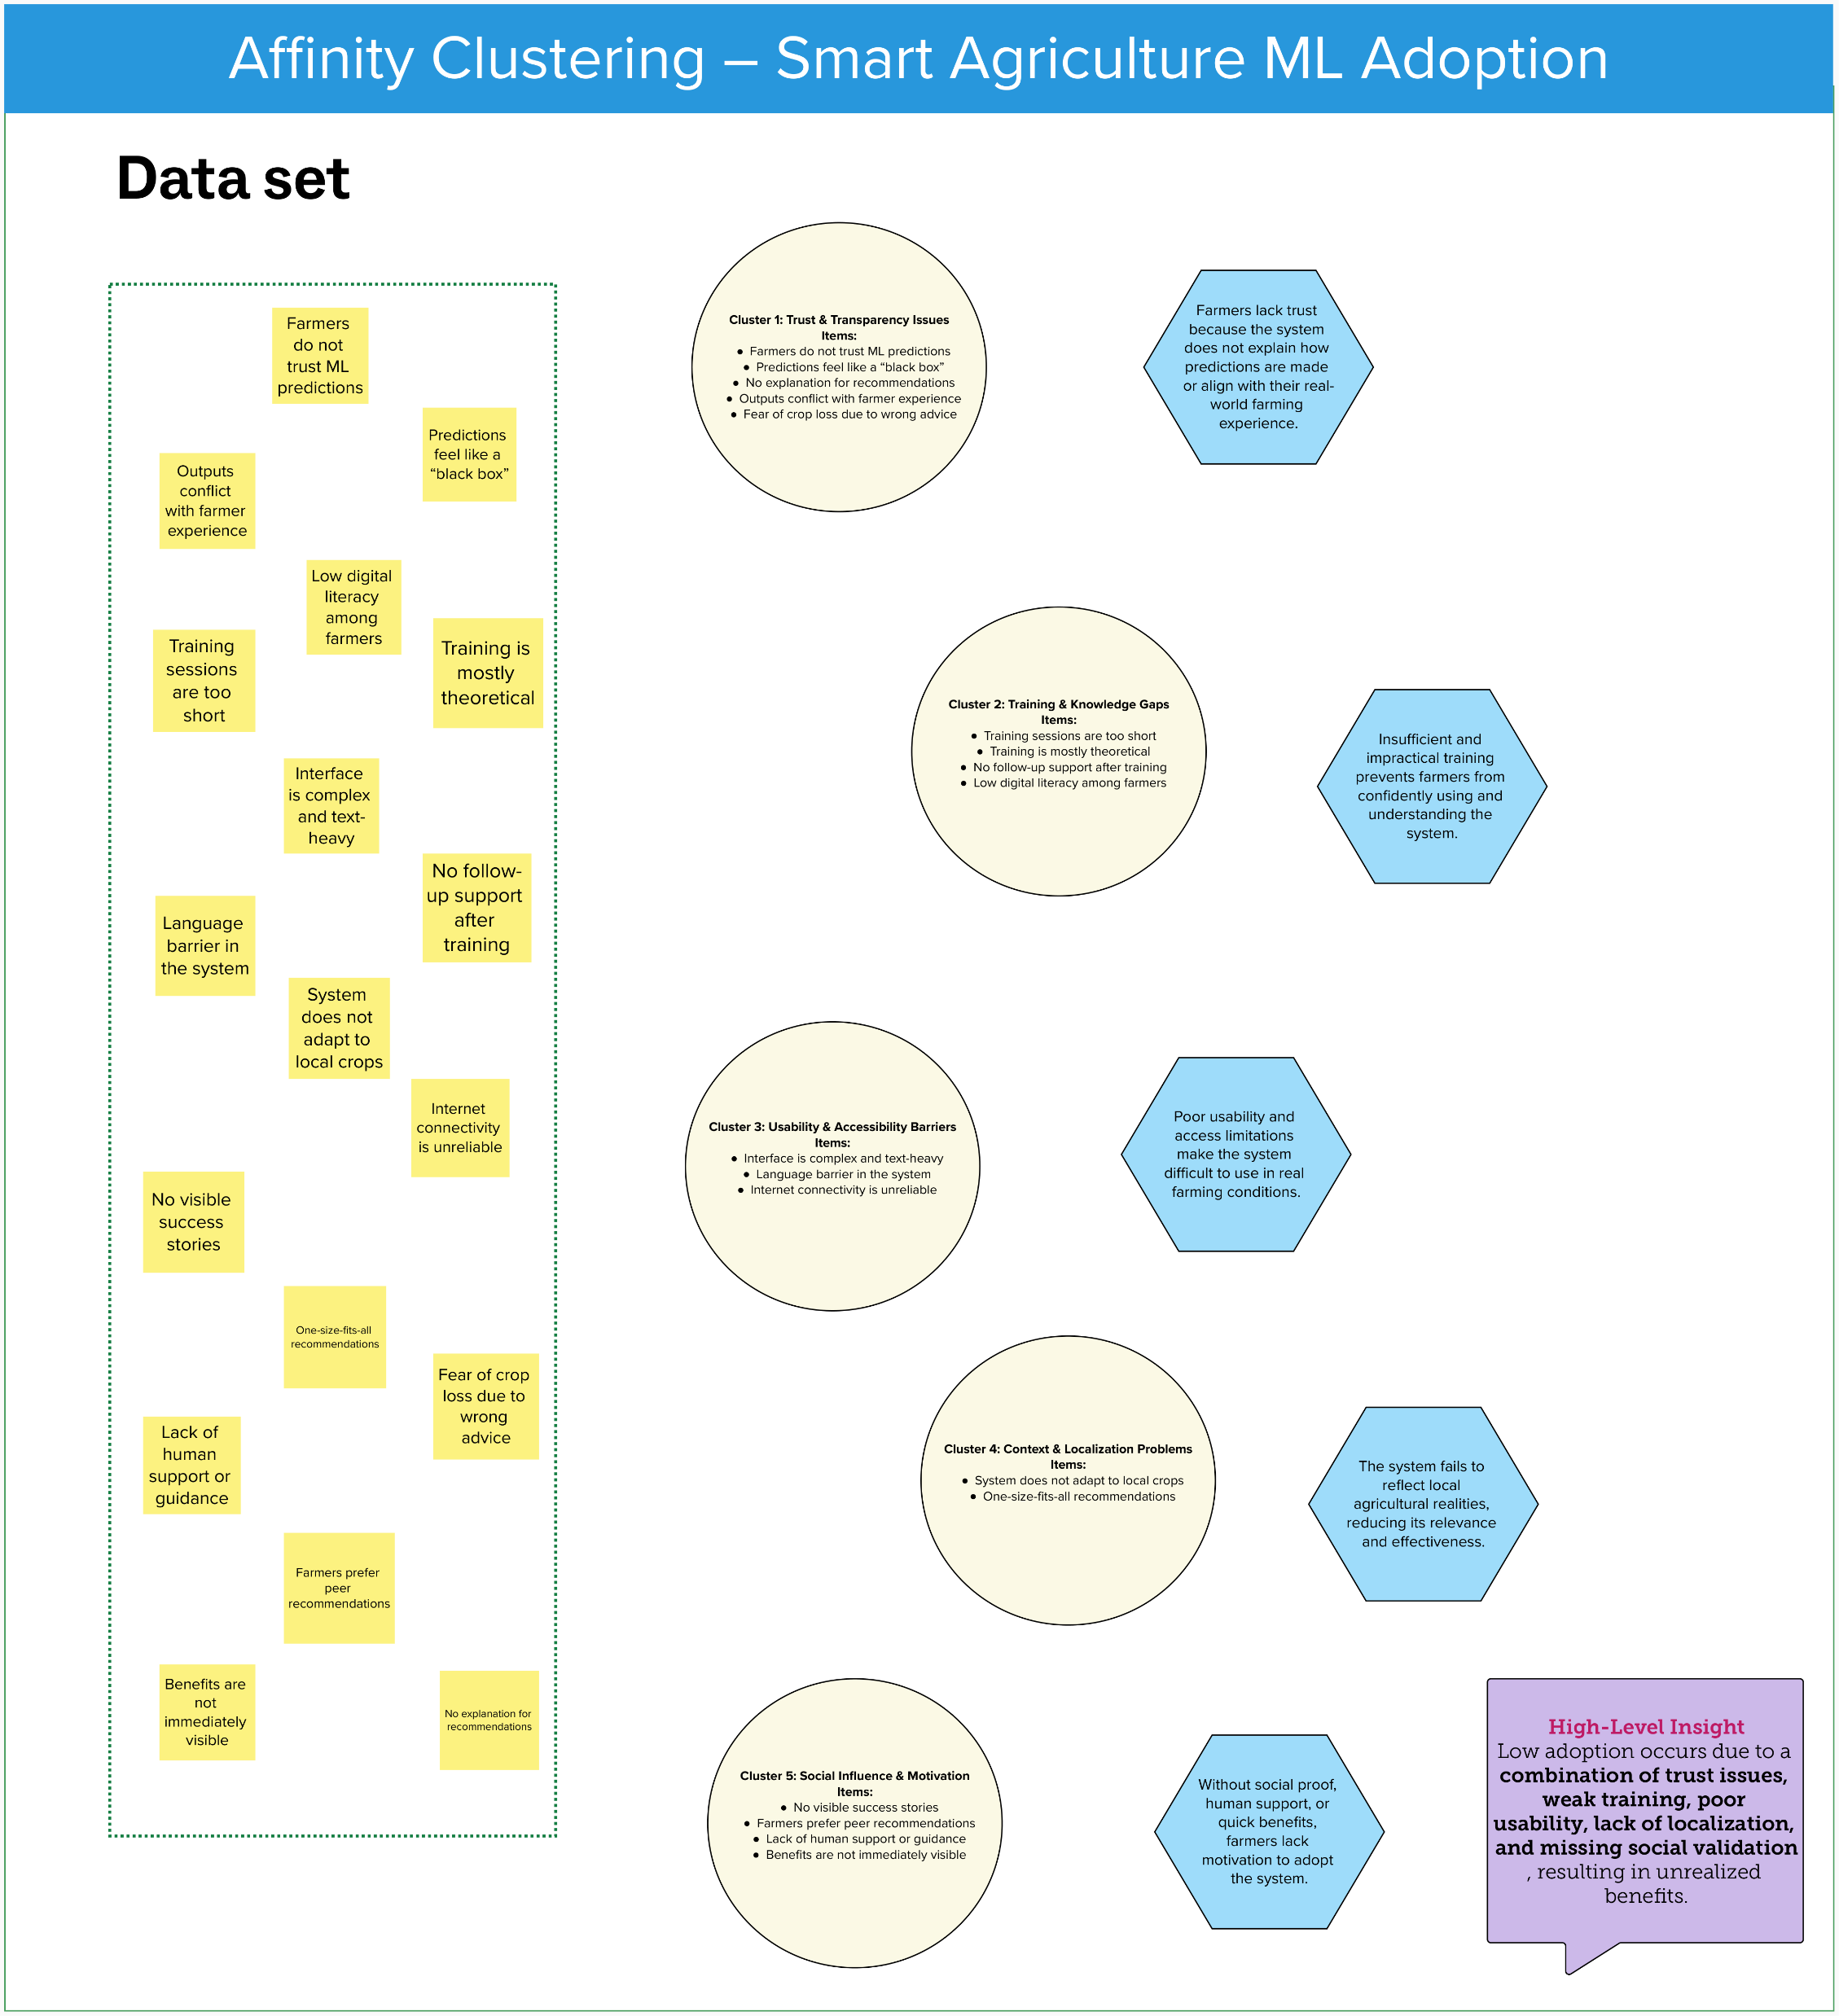 Affinity Clustering – Smart Agriculture ML Adoption
Data set
Farmers
do not
trust ML
predictions
Predictions
feel like a
“black box”
Outputs
conflict
with farmer
experience
Low digital
literacy
among
farmers
Training
sessions
are too
short
Training is
mostly
theoretical
Interface
is complex
and text-
heavy
No follow-
up support
after
training
Language
barrier in
the system
System
does not
adapt to
local crops
Internet
connectivity
is unreliable
No visible
success
stories
One-size-fits-all
recommendations
Fear of crop
loss due to
wrong
advice
Lack of
human
support or
guidance
Farmers prefer
peer
recommendations
Benefits are
not
immediately
visible
No explanation for
recommendations
Cluster 1: Trust & Transparency Issues
Items:
● Farmers do not trust ML predictions
● Predictions feel like a “black box”
● No explanation for recommendations
● Outputs conflict with farmer experience
● Fear of crop loss due to wrong advice
Farmers lack trust
because the system
does not explain how
predictions are made
or align with their real-
world farming
experience.
Cluster 2: Training & Knowledge Gaps
Items:
● Training sessions are too short
● Training is mostly theoretical
● No follow-up support after training
● Low digital literacy among farmers
Insufficient and
impractical training
prevents farmers from
confidently using and
understanding the
system.
Cluster 3: Usability & Accessibility Barriers
Items:
● Interface is complex and text-heavy
● Language barrier in the system
● Internet connectivity is unreliable
Poor usability and
access limitations
make the system
difficult to use in real
farming conditions.
Cluster 4: Context & Localization Problems
Items:
● System does not adapt to local crops
● One-size-fits-all recommendations
The system fails to
reflect local
agricultural realities,
reducing its relevance
and effectiveness.
Cluster 5: Social Influence & Motivation
Items:
● No visible success stories
● Farmers prefer peer recommendations
● Lack of human support or guidance
● Benefits are not immediately visible
Without social proof,
human support, or
quick benefits,
farmers lack
motivation to adopt
the system.
High-Level Insight
Low adoption occurs due to a
combination of trust issues,
weak training, poor
usability, lack of localization,
and missing social validation
, resulting in unrealized
benefits.